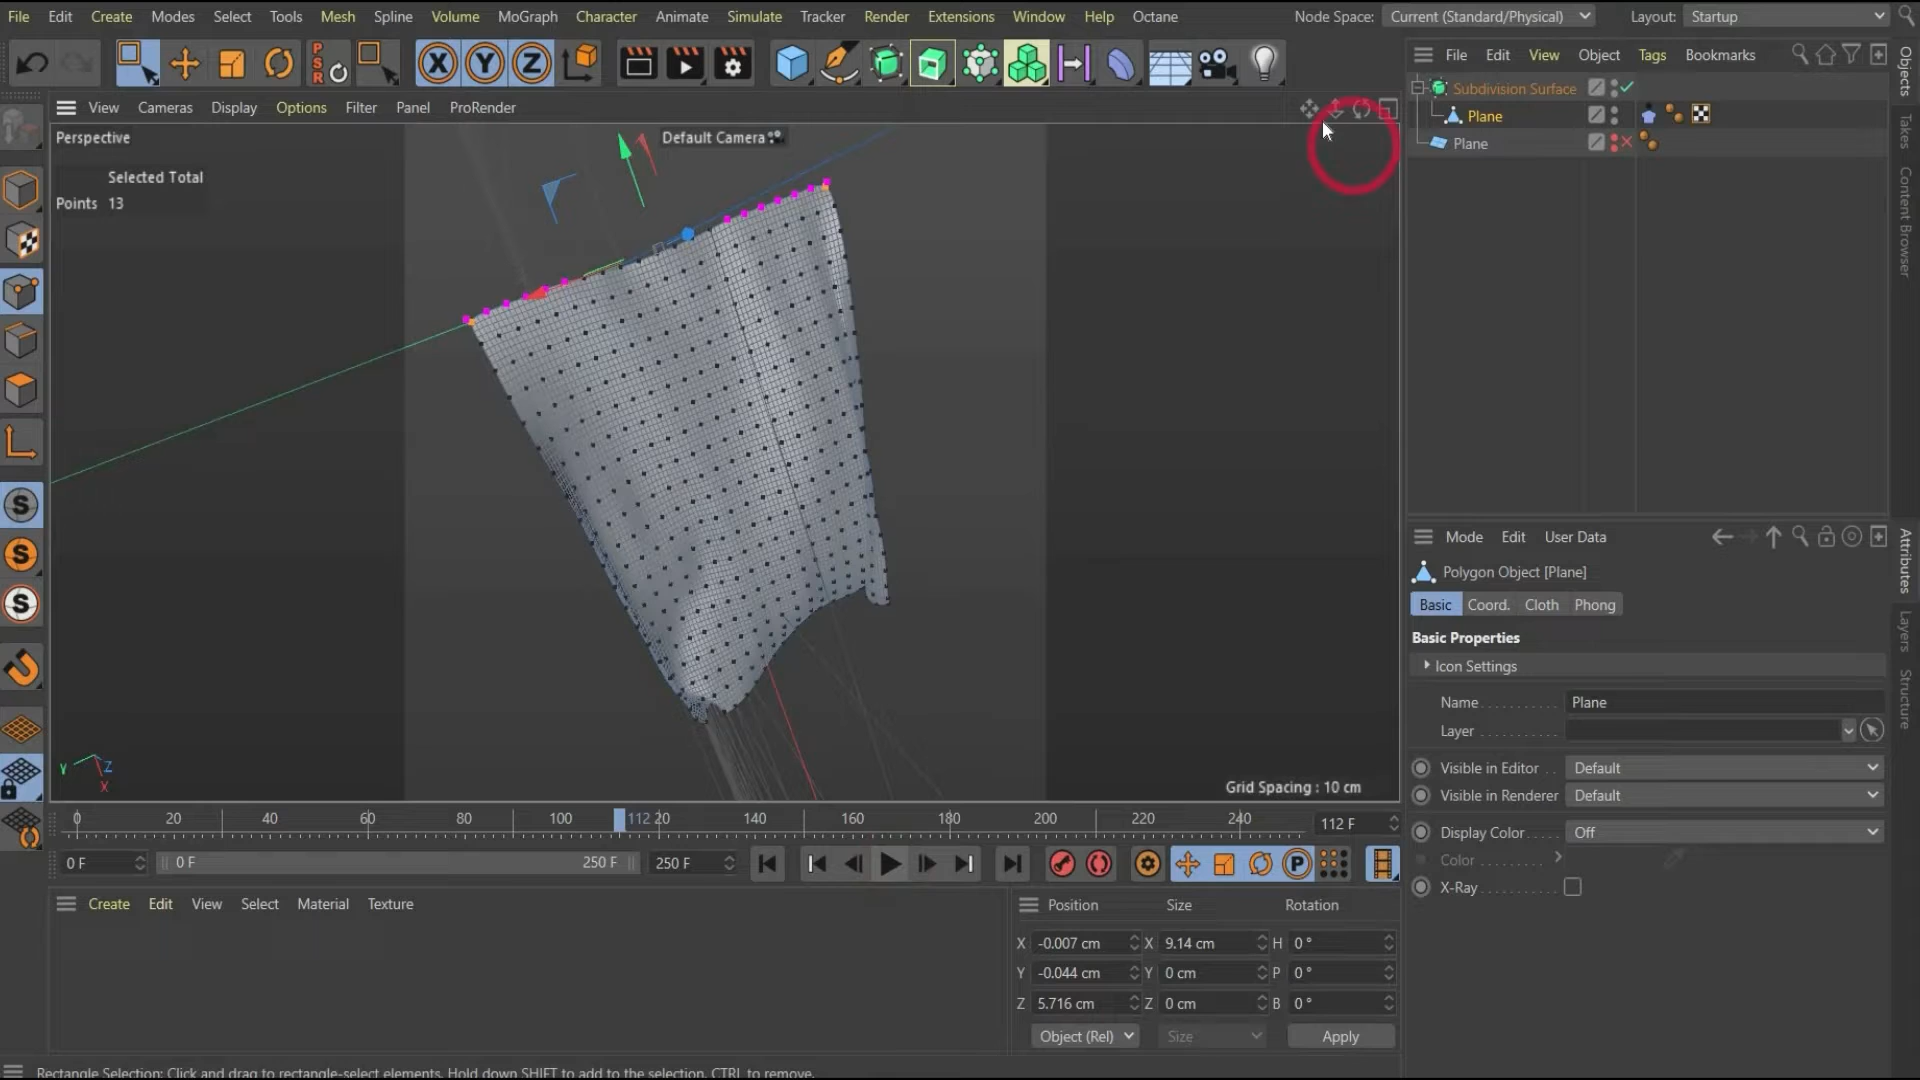 File Edit Create Modes Select Tools Mesh Spline Volume MoGraph Character Animate Simulate Tracker Render Extensions Window Help Octane Node Space: Current (Standard/Physical) Layout: Startup
P
S
R
X Y Z
File Edit View Object Tags Bookmarks
Subdivision Surface
Plane
Plane
View Cameras Display Options Filter Panel ProRender
Perspective
Default Camera
Selected Total
Points 13
S
S
S
Y Z
X
Grid Spacing : 10 cm
0 20 40 60 80 100 112 20 140 160 180 200 220 240 112 F
0 F 0 F 250 F 250 F P
Create Edit View Select Material Texture
Position Size Rotation
X -0.007 cm X 9.14 cm H 0 °
Y -0.044 cm Y 0 cm P 0 °
Z 5.716 cm Z 0 cm B 0 °
Object (Rel) Size Apply
Rectangle Selection: Click and drag to rectangle-select elements. Hold down SHIFT to add to the selection, CTRL to remove.
Mode Edit User Data
Polygon Object [Plane]
Basic Coord. Cloth Phong
Basic Properties
Icon Settings
Name Plane
Layer
Visible in Editor Default
Visible in Renderer Default
Display Color Off
Color
X-Ray
Objects
Takes
Content Browser
Attributes
Layers
Structure